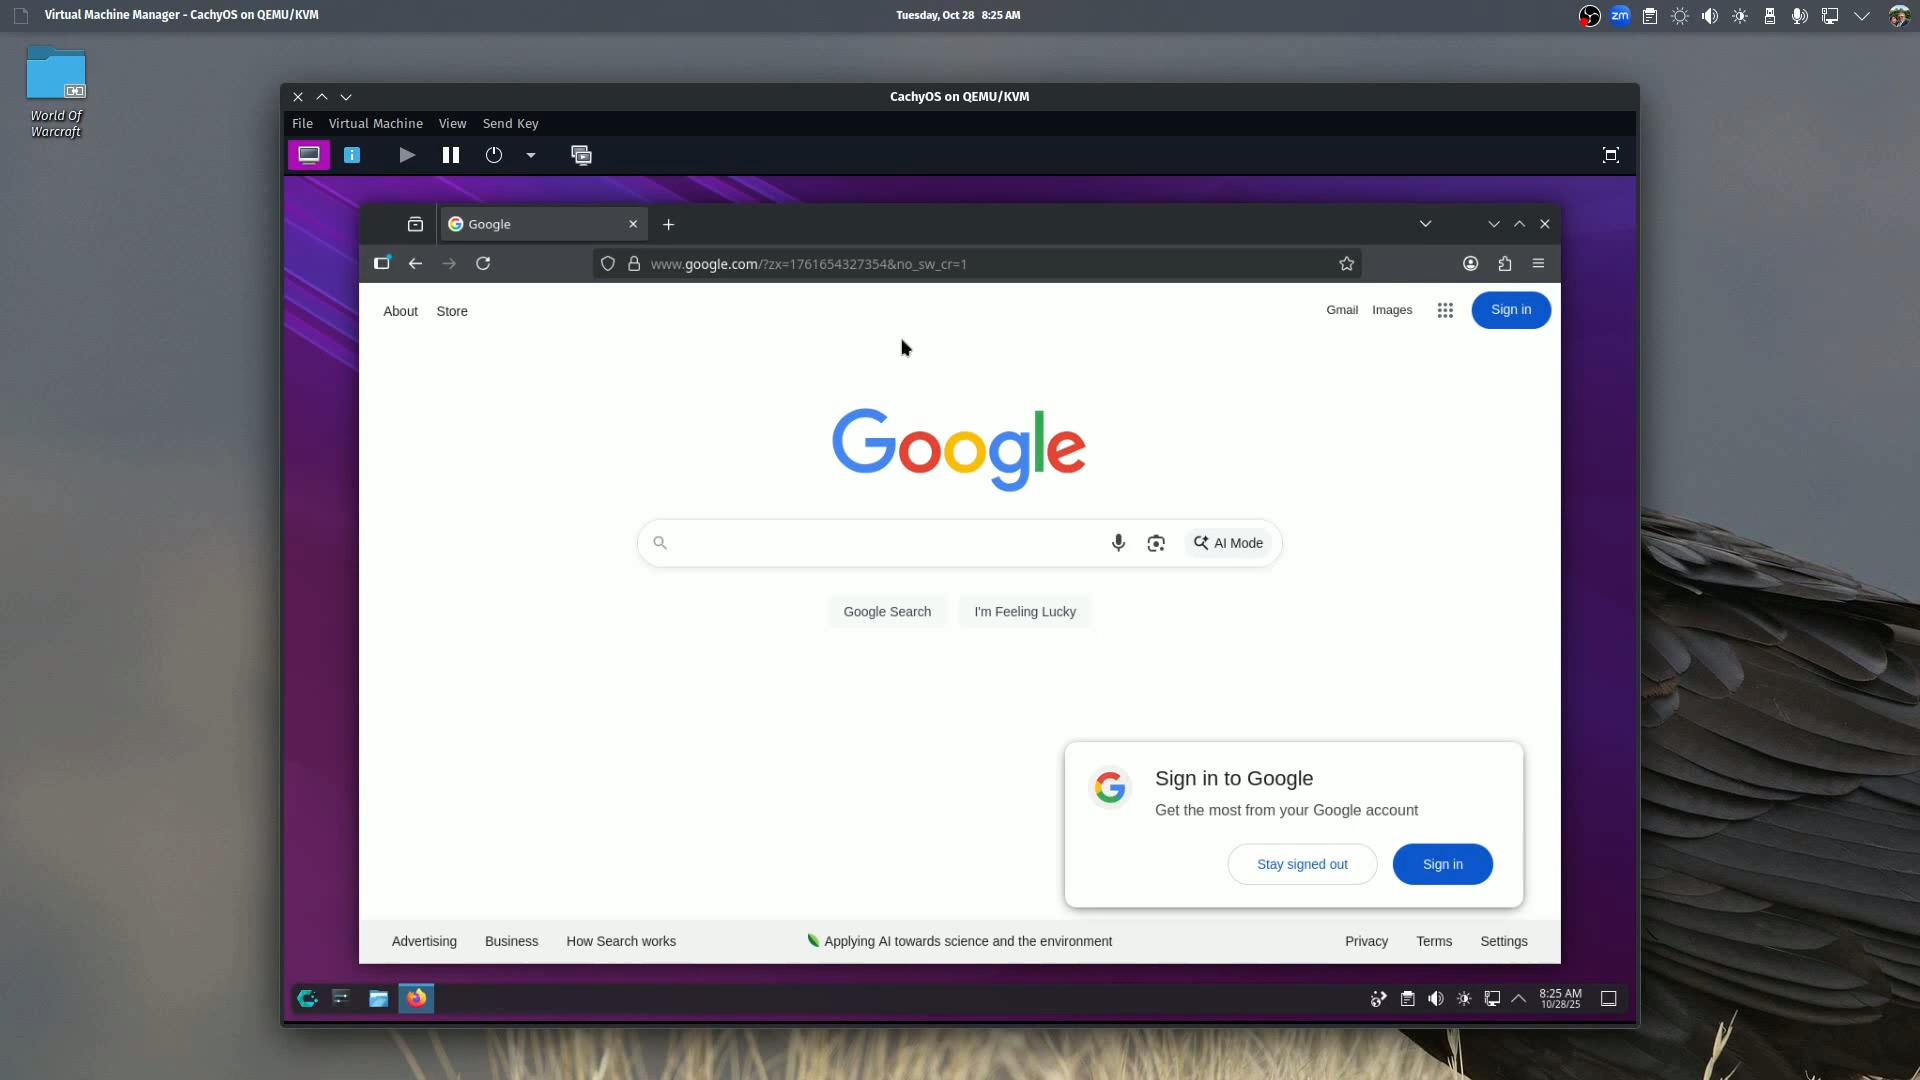 Virtual Machine Manager - CachyOS on QEMU/KVM
Tuesday, Oct 28 8:25 AM
zm
World Of
Warcraft
CachyOS on QEMU/KVM
File Virtual Machine View Send Key
Google
www.google.com/?zx=1761654327354&no_sw_cr=1
About Store
Gmail Images Sign in
Google
AI Mode
Google Search I'm Feeling Lucky
Sign in to Google
Get the most from your Google account
Stay signed out Sign in
Advertising Business How Search works
Applying AI towards science and the environment
Privacy Terms Settings
8:25 AM
10/28/25